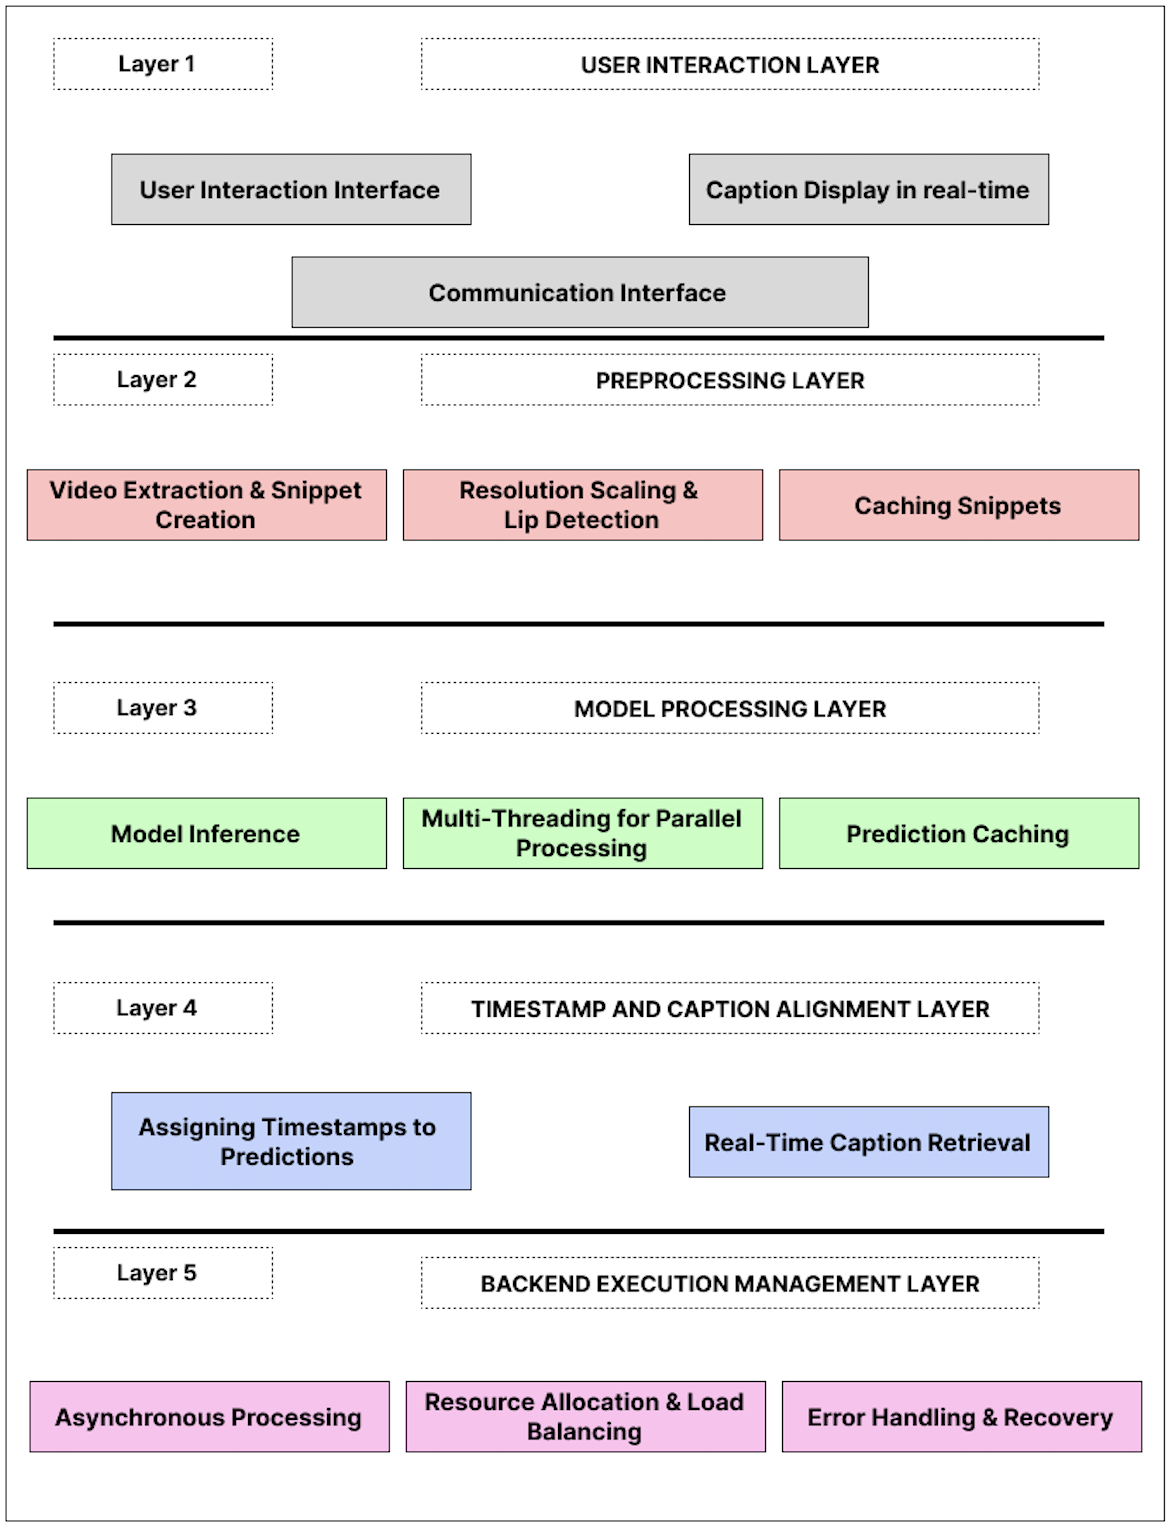 Layer 1
USER INTERACTION LAYER
User Interaction Interface
Caption Display in real-time
Communication Interface
Layer 2
PREPROCESSING LAYER
Video Extraction & Snippet
Creation
Resolution Scaling &
Lip Detection
Caching Snippets
Layer 3
MODEL PROCESSING LAYER
Model Inference
Multi-Threading for Parallel
Processing
Prediction Caching
Layer 4
TIMESTAMP AND CAPTION ALIGNMENT LAYER
Assigning Timestamps to
Predictions
Real-Time Caption Retrieval
Layer 5
BACKEND EXECUTION MANAGEMENT LAYER
Asynchronous Processing
Resource Allocation & Load
Balancing
Error Handling & Recovery